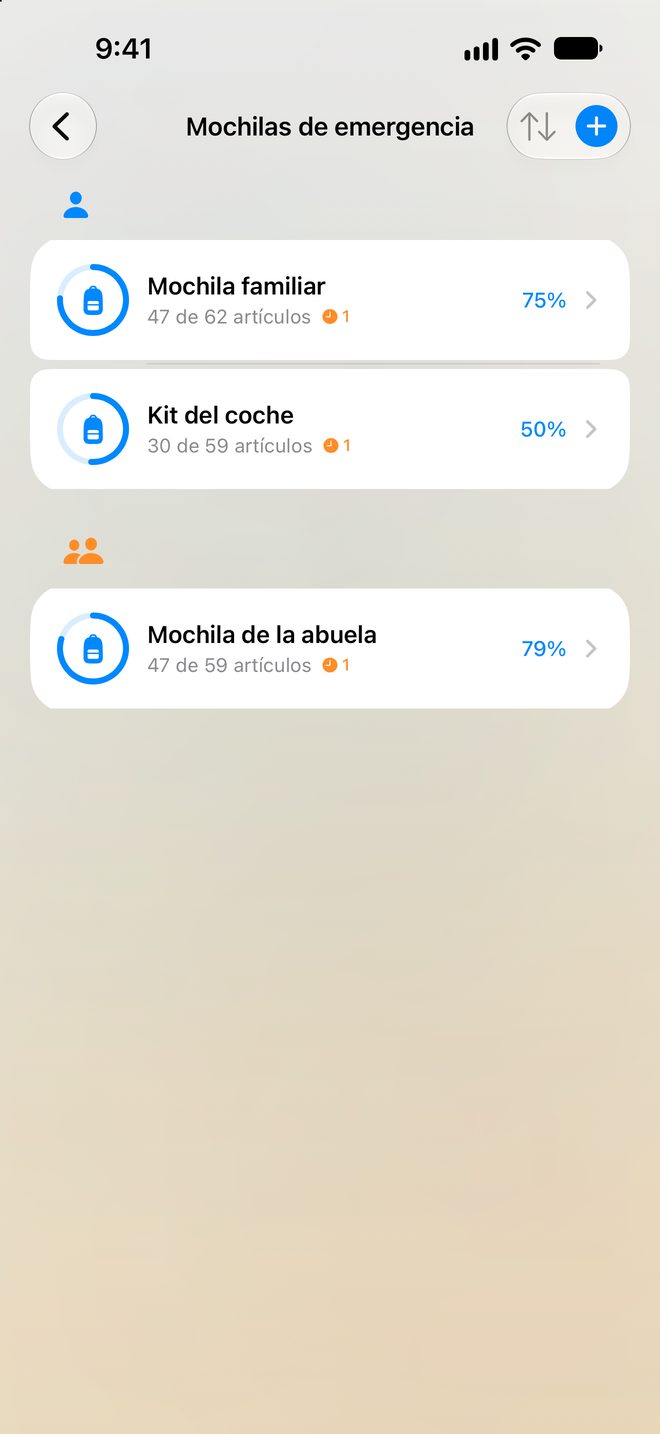 9:41
Mochilas de emergencia
Mochila familiar
47 de 62 artículos 1
75%
Kit del coche
30 de 59 artículos 1
50%
Mochila de la abuela
47 de 59 artículos 1
79%